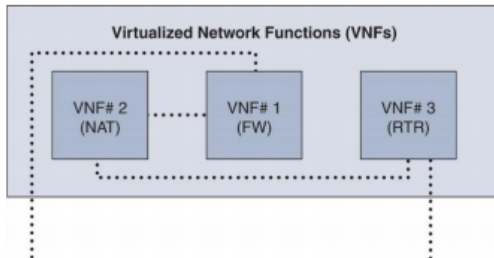 Virtualized Network Functions (VNFs)
VNF# 2
(NAT)
VNF# 1
(FW)
VNF# 3
(RTR)